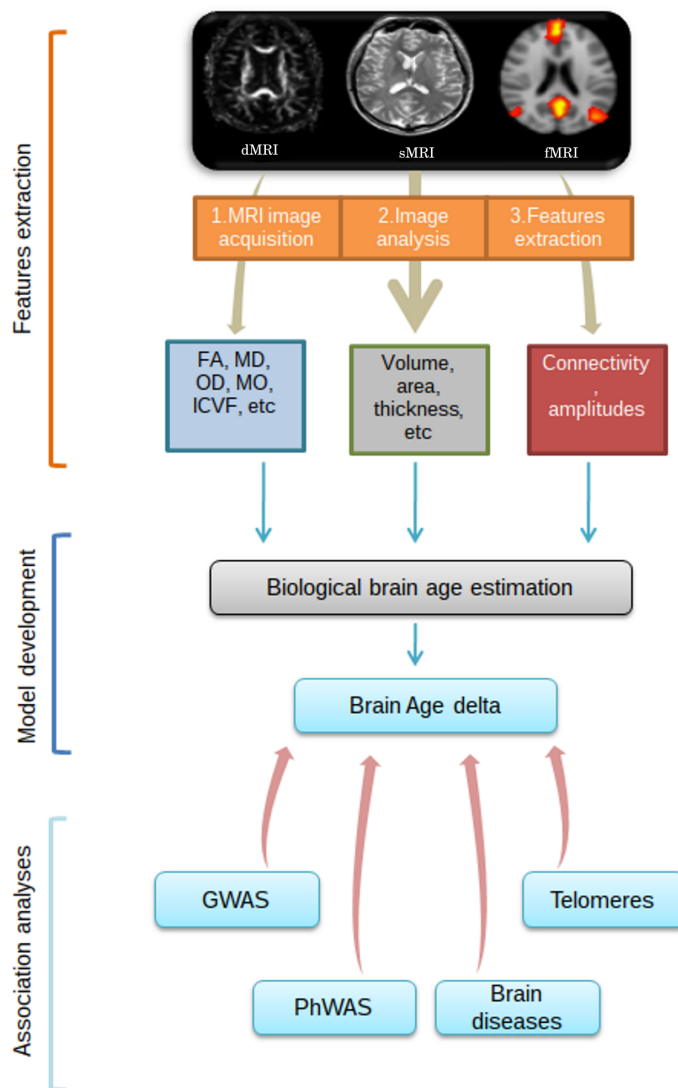 dMRI
sMRI
fMRI
Features extraction
1.MRI image
acquisition
2.Image
analysis
3.Features
extraction
FA, MD,
OD, MO,
ICVF, etc
Volume,
area,
thickness,
etc
Connectivity
,
amplitudes
Model development
Biological brain age estimation
Brain Age delta
Association analyses
GWAS
Telomeres
PhWAS
Brain
diseases